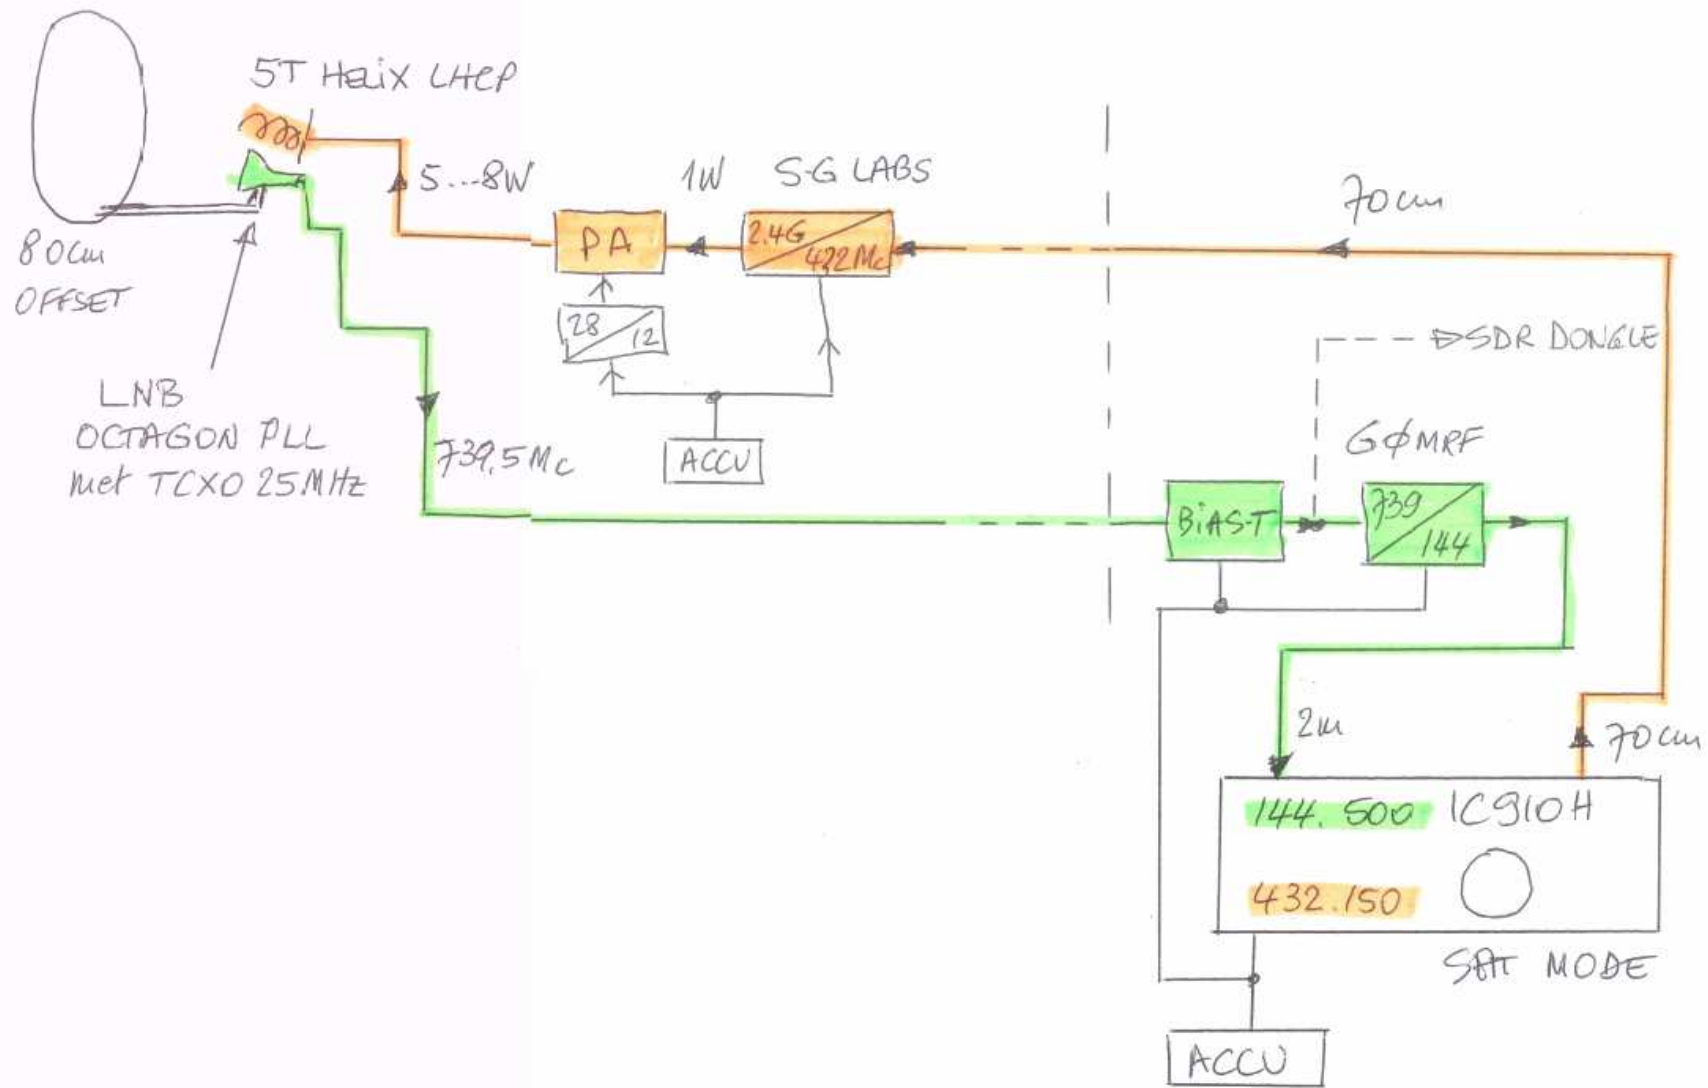 5T Helix LHCP
5...8W
1W
S-G LABS
70cm
PA
2.4G
432Mc
80cm
OFFSET
28
12
SDR DONGLE
LNB
OCTAGON PLL
met TCXO 25MHz
739,5Mc
ACCU
GØMRF
BIAS-T
739
144
2m
70cm
144.500 IC910H
432.150
SAT MODE
ACCU